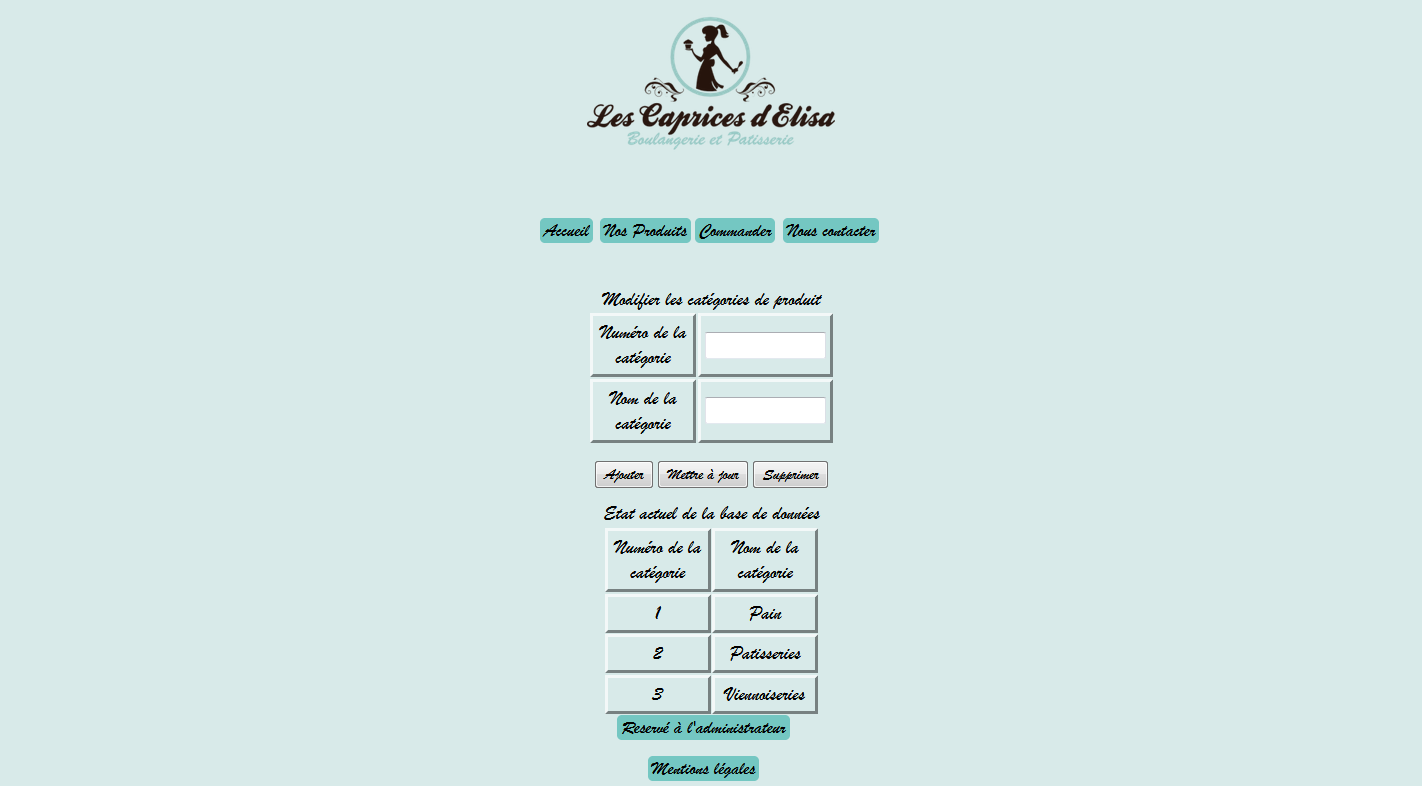 Les Caprices d'Elisa
Boulangerie et Patisserie
Accueil Nos Produits Commander Nous contacter
Modifier les catégories de produit
Numéro de la
catégorie
Nom de la
catégorie
Ajouter Mettre à jour Supprimer
Etat actuel de la base de données
Numéro de la
catégorie
Nom de la
catégorie
1 Pain
2 Patisseries
3 Viennoiseries
Reservé à l'administrateur
Mentions légales